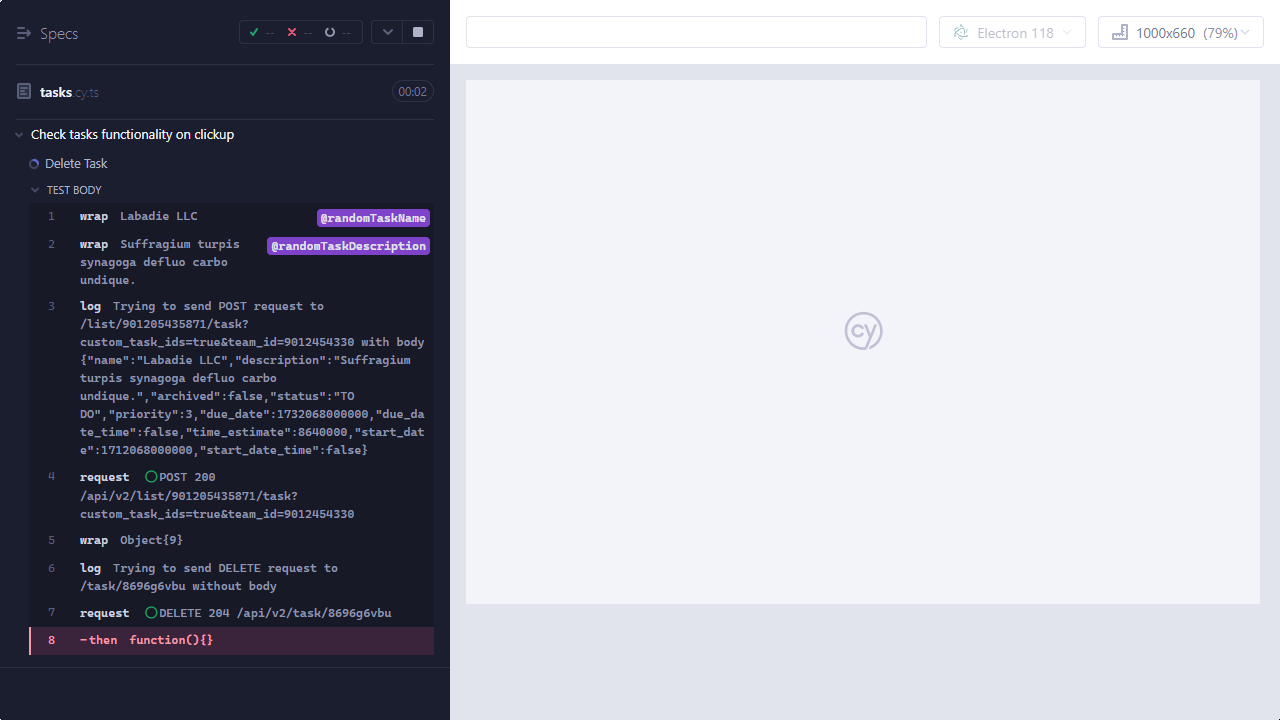 Specs
-- -- --
Electron 118
1000x660 (79%)
tasks.cy.ts
00:02
Check tasks functionality on clickup
Delete Task
TEST BODY
1 wrap Labadie LLC @randomTaskName
2 wrap Suffragium turpis @randomTaskDescription
synagoga defluo carbo
undique.
3 log Trying to send POST request to
/list/901205435871/task?
custom_task_ids=true&team_id=9012454330 with body
{"name":"Labadie LLC","description":"Suffragium
turpis synagoga defluo carbo
undique.","archived":false,"status":"TO
DO","priority":3,"due_date":1732068000000,"due_da
te_time":false,"time_estimate":8640000,"start_dat
e":1712068000000,"start_date_time":false}
4 request POST 200
/api/v2/list/901205435871/task?
custom_task_ids=true&team_id=9012454330
5 wrap Object{9}
6 log Trying to send DELETE request to
/task/8696g6vbu without body
7 request DELETE 204 /api/v2/task/8696g6vbu
8 -then function(){}
cy